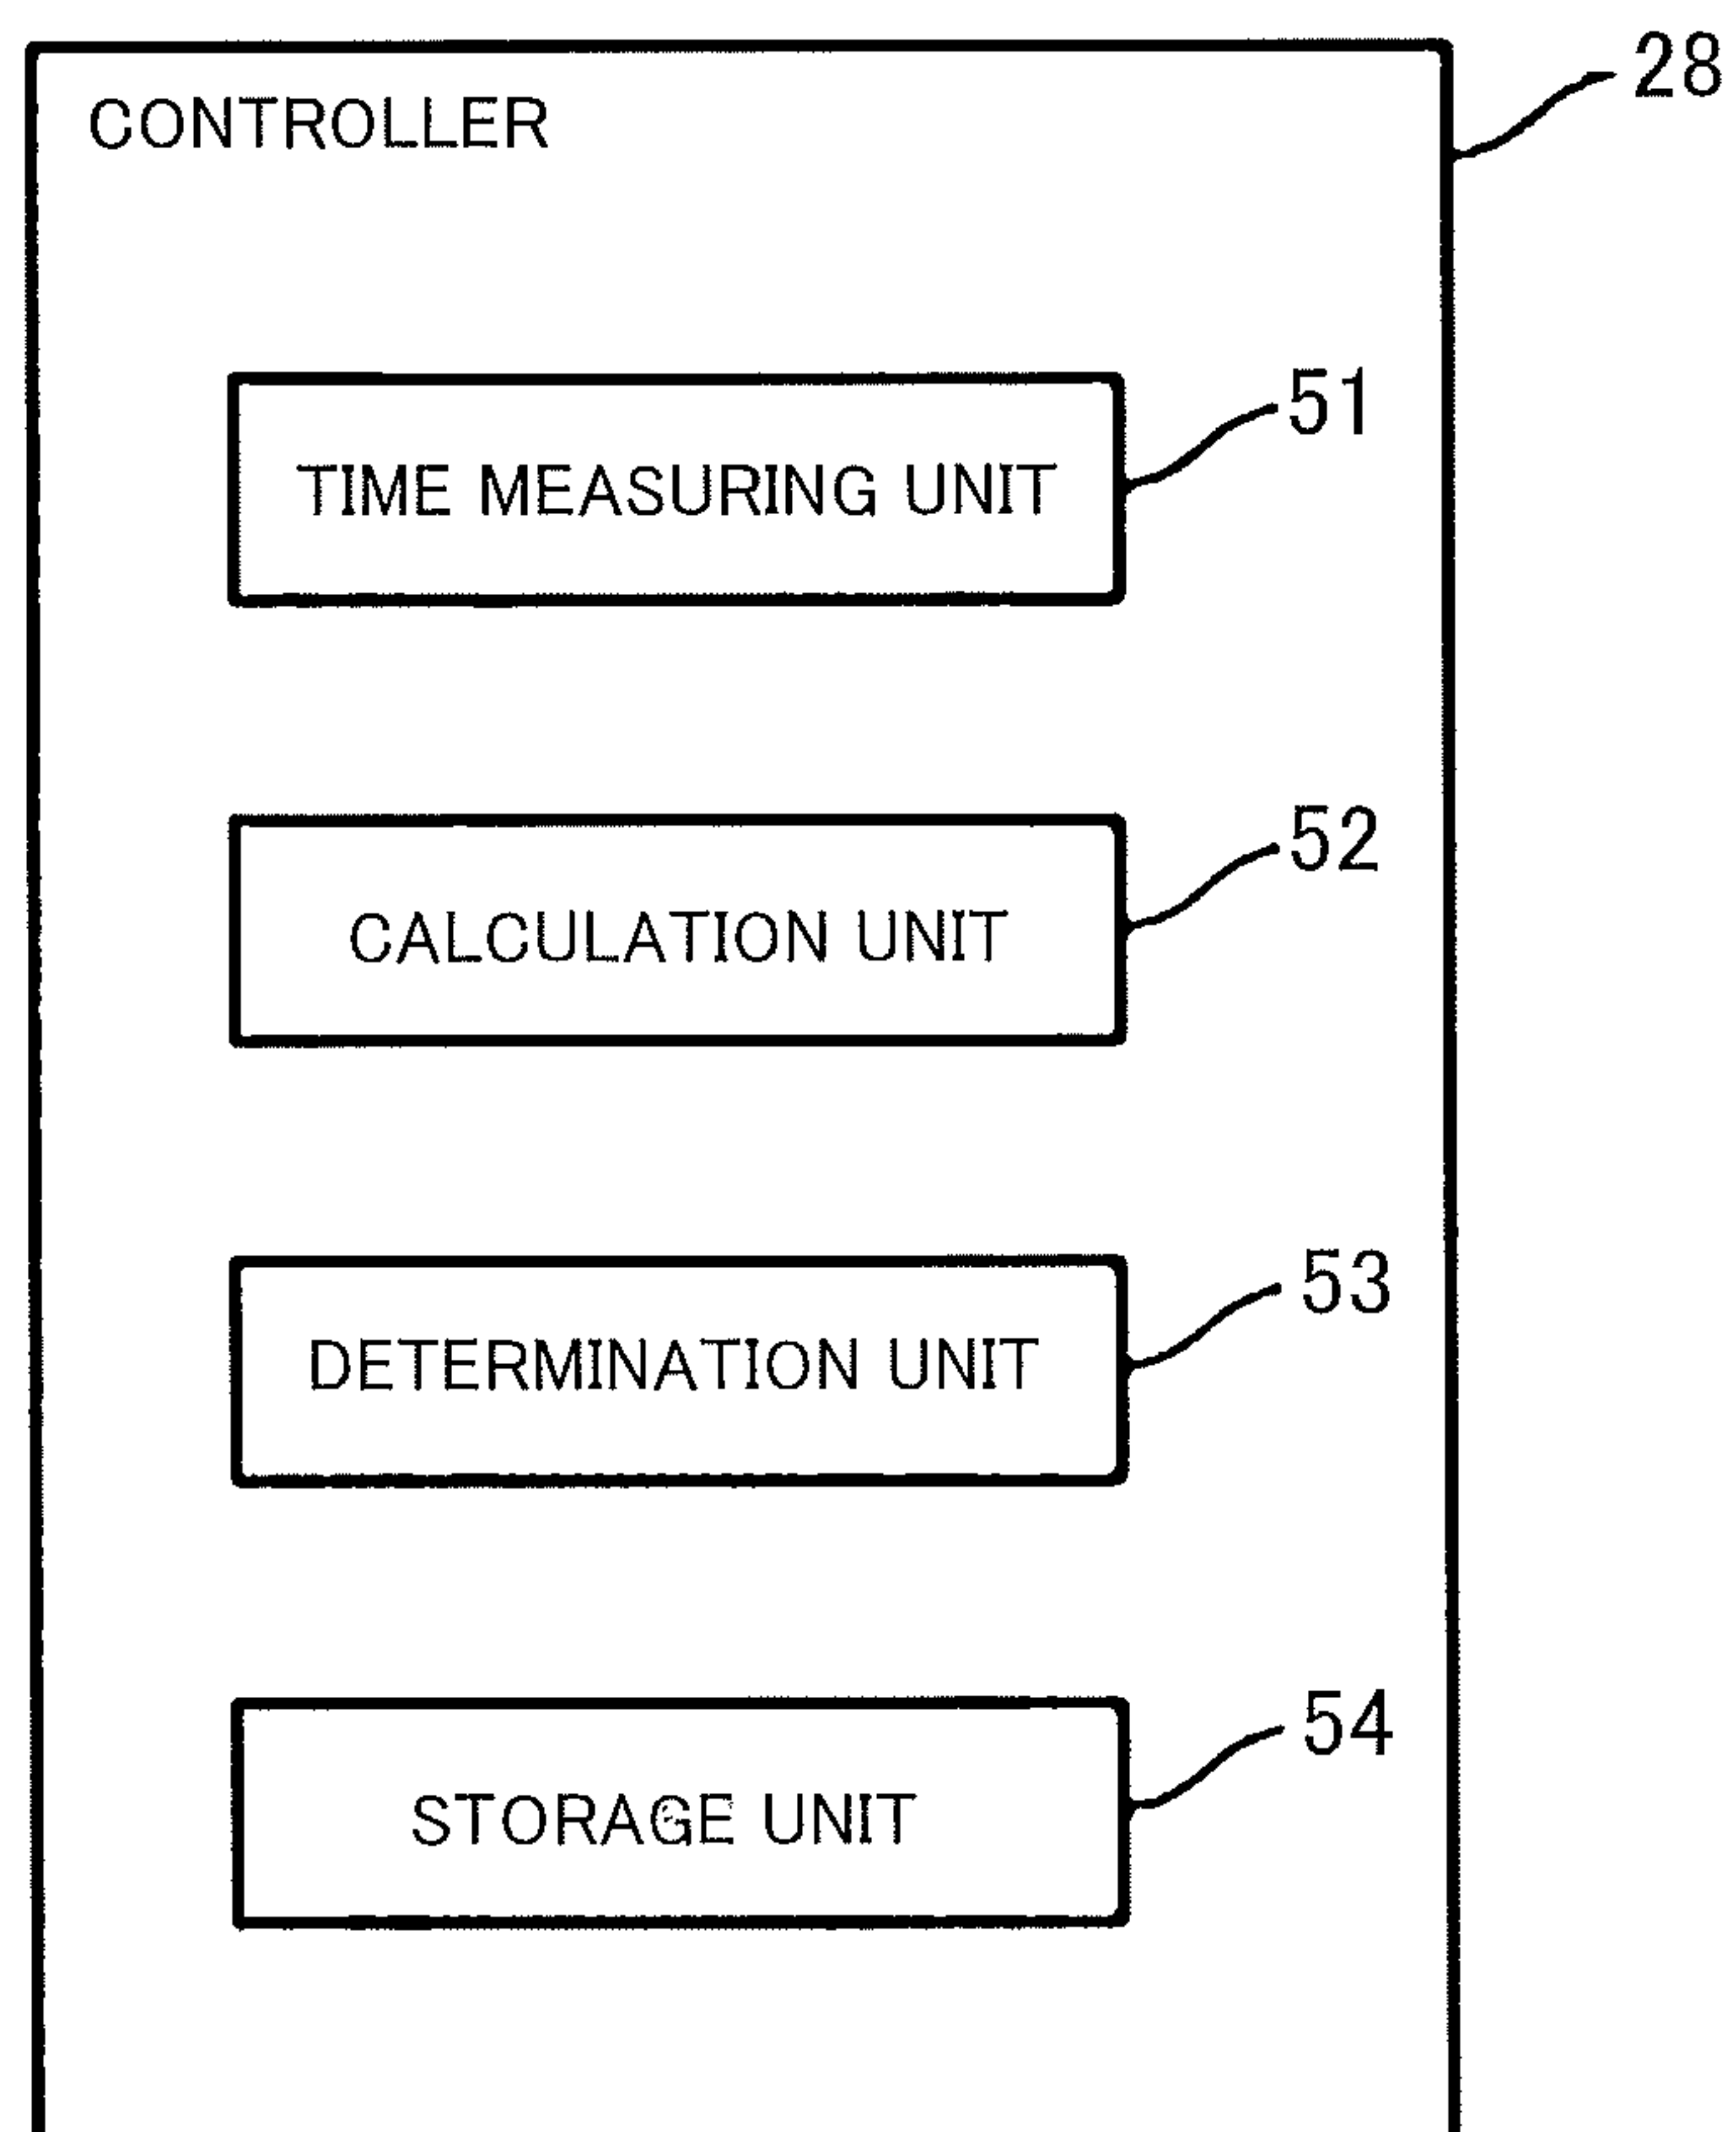 28
CONTROLLER
51
TIME MEASURING UNIT
52
CALCULATION UNIT
53
DETERMINATION UNIT
54
STORAGE UNIT